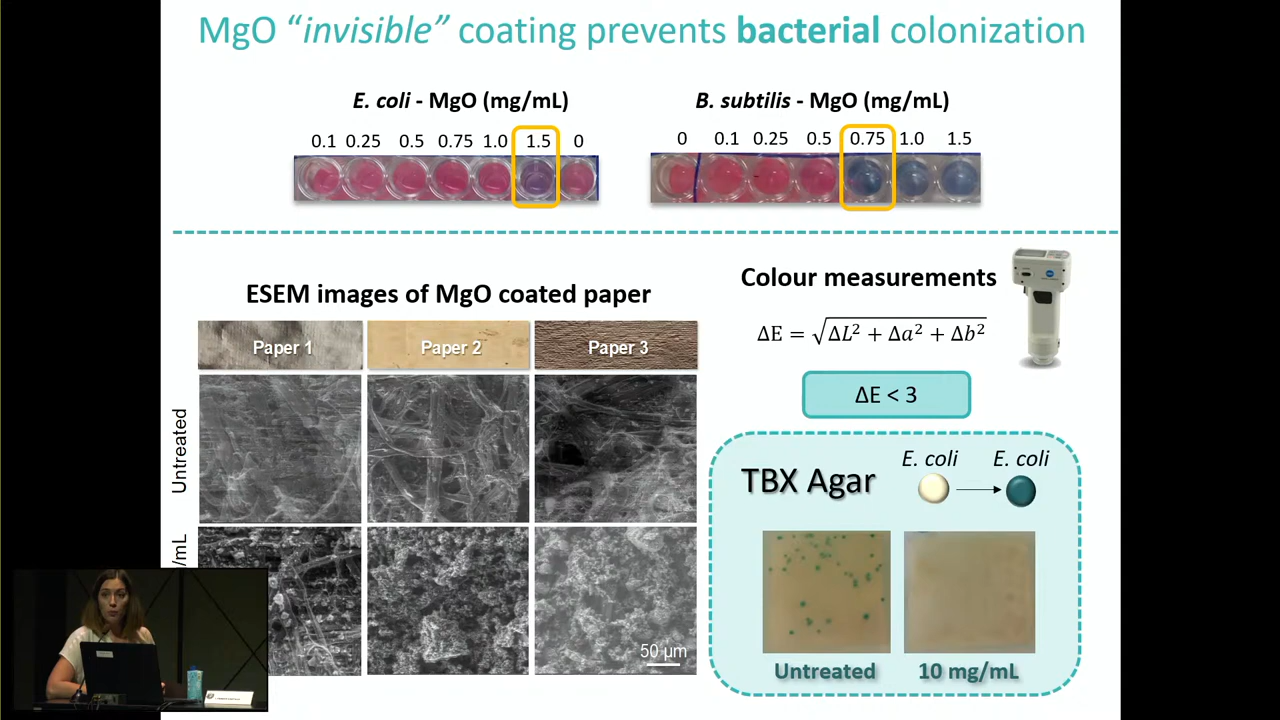 MgO “invisible” coating prevents bacterial colonization
E. coli - MgO (mg/mL)
0.1 0.25 0.5 0.75 1.0 1.5 0
B. subtilis - MgO (mg/mL)
0 0.1 0.25 0.5 0.75 1.0 1.5
ESEM images of MgO coated paper
Paper 1 Paper 2 Paper 3
Untreated
/mL
50 µm
Colour measurements
ΔE = √ΔL² + Δa² + Δb²
ΔE < 3
TBX Agar
E. coli E. coli
Untreated 10 mg/mL